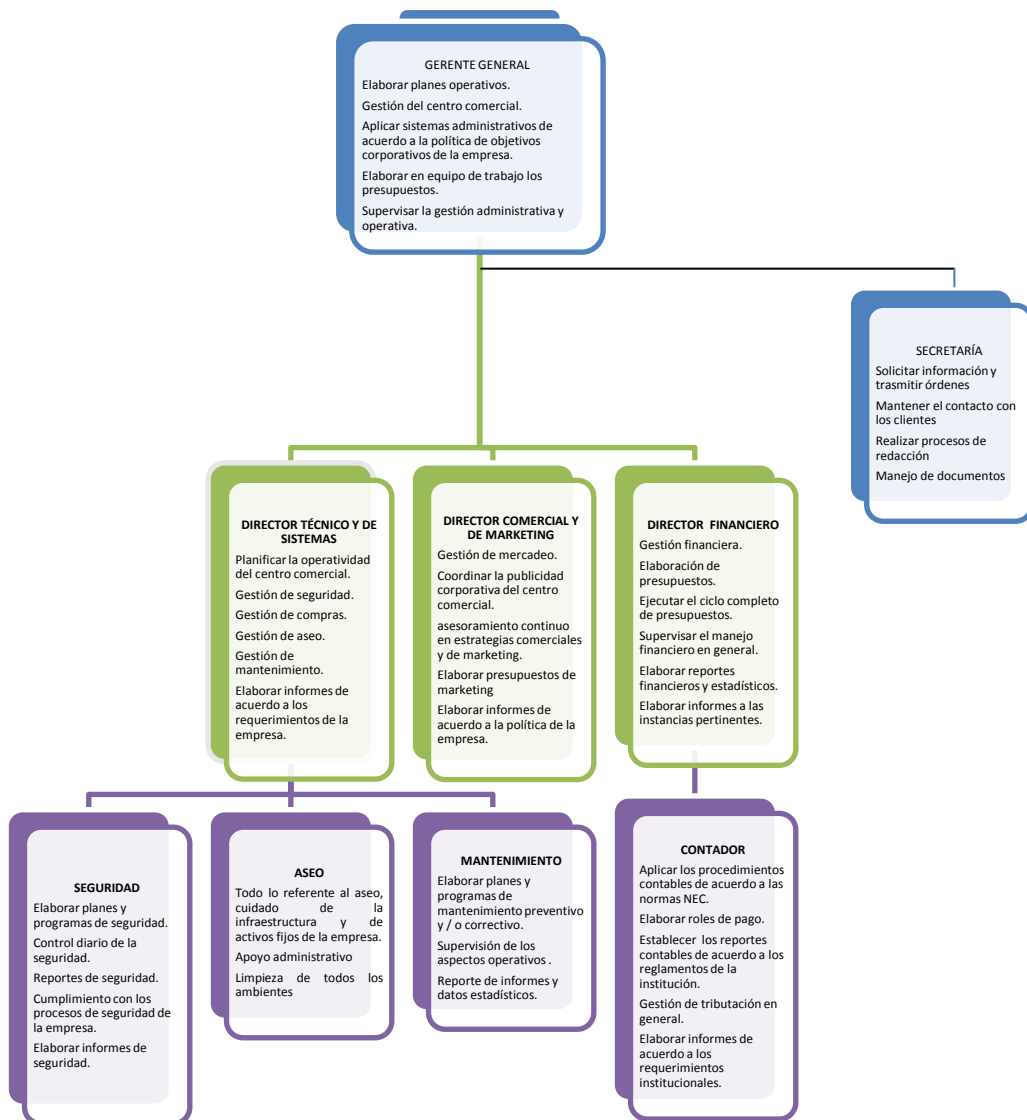 GERENTE GENERAL
Elaborar planes operativos.
Gestión del centro comercial.
Aplicar sistemas administrativos de
acuerdo a la política de objetivos
corporativos de la empresa.
Elaborar en equipo de trabajo los
presupuestos.
Supervisar la gestión administrativa y
operativa.
SECRETARÍA
Solicitar información y
trasmitir órdenes
Mantener el contacto con
los clientes
Realizar procesos de
redacción
Manejo de documentos
DIRECTOR TÉCNICO Y DE
SISTEMAS
Planificar la operatividad
del centro comercial.
Gestión de seguridad.
Gestión de compras.
Gestión de aseo.
Gestión de
mantenimiento.
Elaborar informes de
acuerdo a los
requerimientos de la
empresa.
DIRECTOR COMERCIAL Y
DE MARKETING
Gestión de mercadeo.
Coordinar la publicidad
corporativa del centro
comercial.
asesoramiento continuo
en estrategias comerciales
y de marketing.
Elaborar presupuestos de
marketing
Elaborar informes de
acuerdo a la política de la
empresa.
DIRECTOR FINANCIERO
Gestión financiera.
Elaboración de
presupuestos.
Ejecutar el ciclo completo
de presupuestos.
Supervisar el manejo
financiero en general.
Elaborar reportes
financieros y estadísticos.
Elaborar informes a las
instancias pertinentes.
SEGURIDAD
Elaborar planes y
programas de seguridad.
Control diario de la
seguridad.
Reportes de seguridad.
Cumplimiento con los
procesos de seguridad de
la empresa.
Elaborar informes de
seguridad.
ASEO
Todo lo referente al aseo,
cuidado de la
infraestructura y de
activos fijos de la empresa.
Apoyo administrativo
Limpieza de todos los
ambientes
MANTENIMIENTO
Elaborar planes y
programas de
mantenimiento preventivo
y / o correctivo.
Supervisión de los
aspectos operativos .
Reporte de informes y
datos estadísticos.
CONTADOR
Aplicar los procedimientos
contables de acuerdo a las
normas NEC.
Elaborar roles de pago.
Establecer los reportes
contables de acuerdo a los
reglamentos de la
institución.
Gestión de tributación en
general.
Elaborar informes de
acuerdo a los
requerimientos
institucionales.